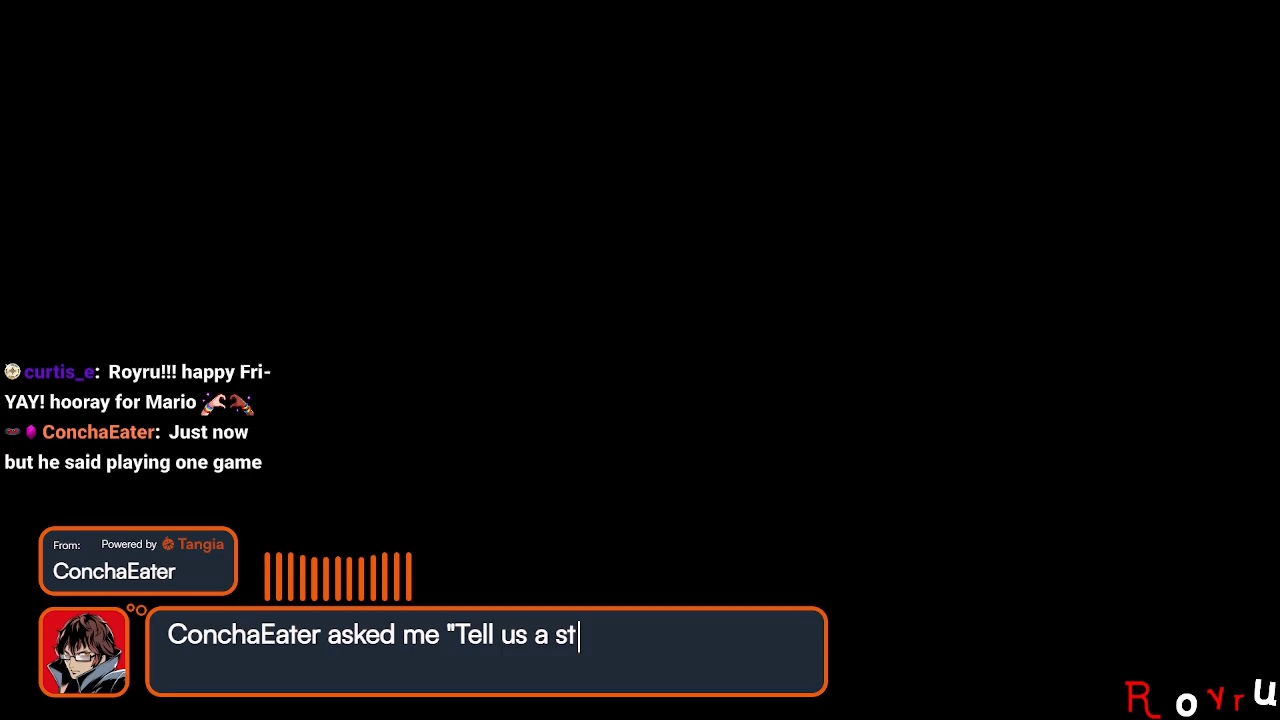 curtis_e: Royru!!! happy Fri-
YAY! hooray for Mario
ConchaEater: Just now
but he said playing one game
From: Powered by Tangia
ConchaEater
ConchaEater asked me "Tell us a st
Royru